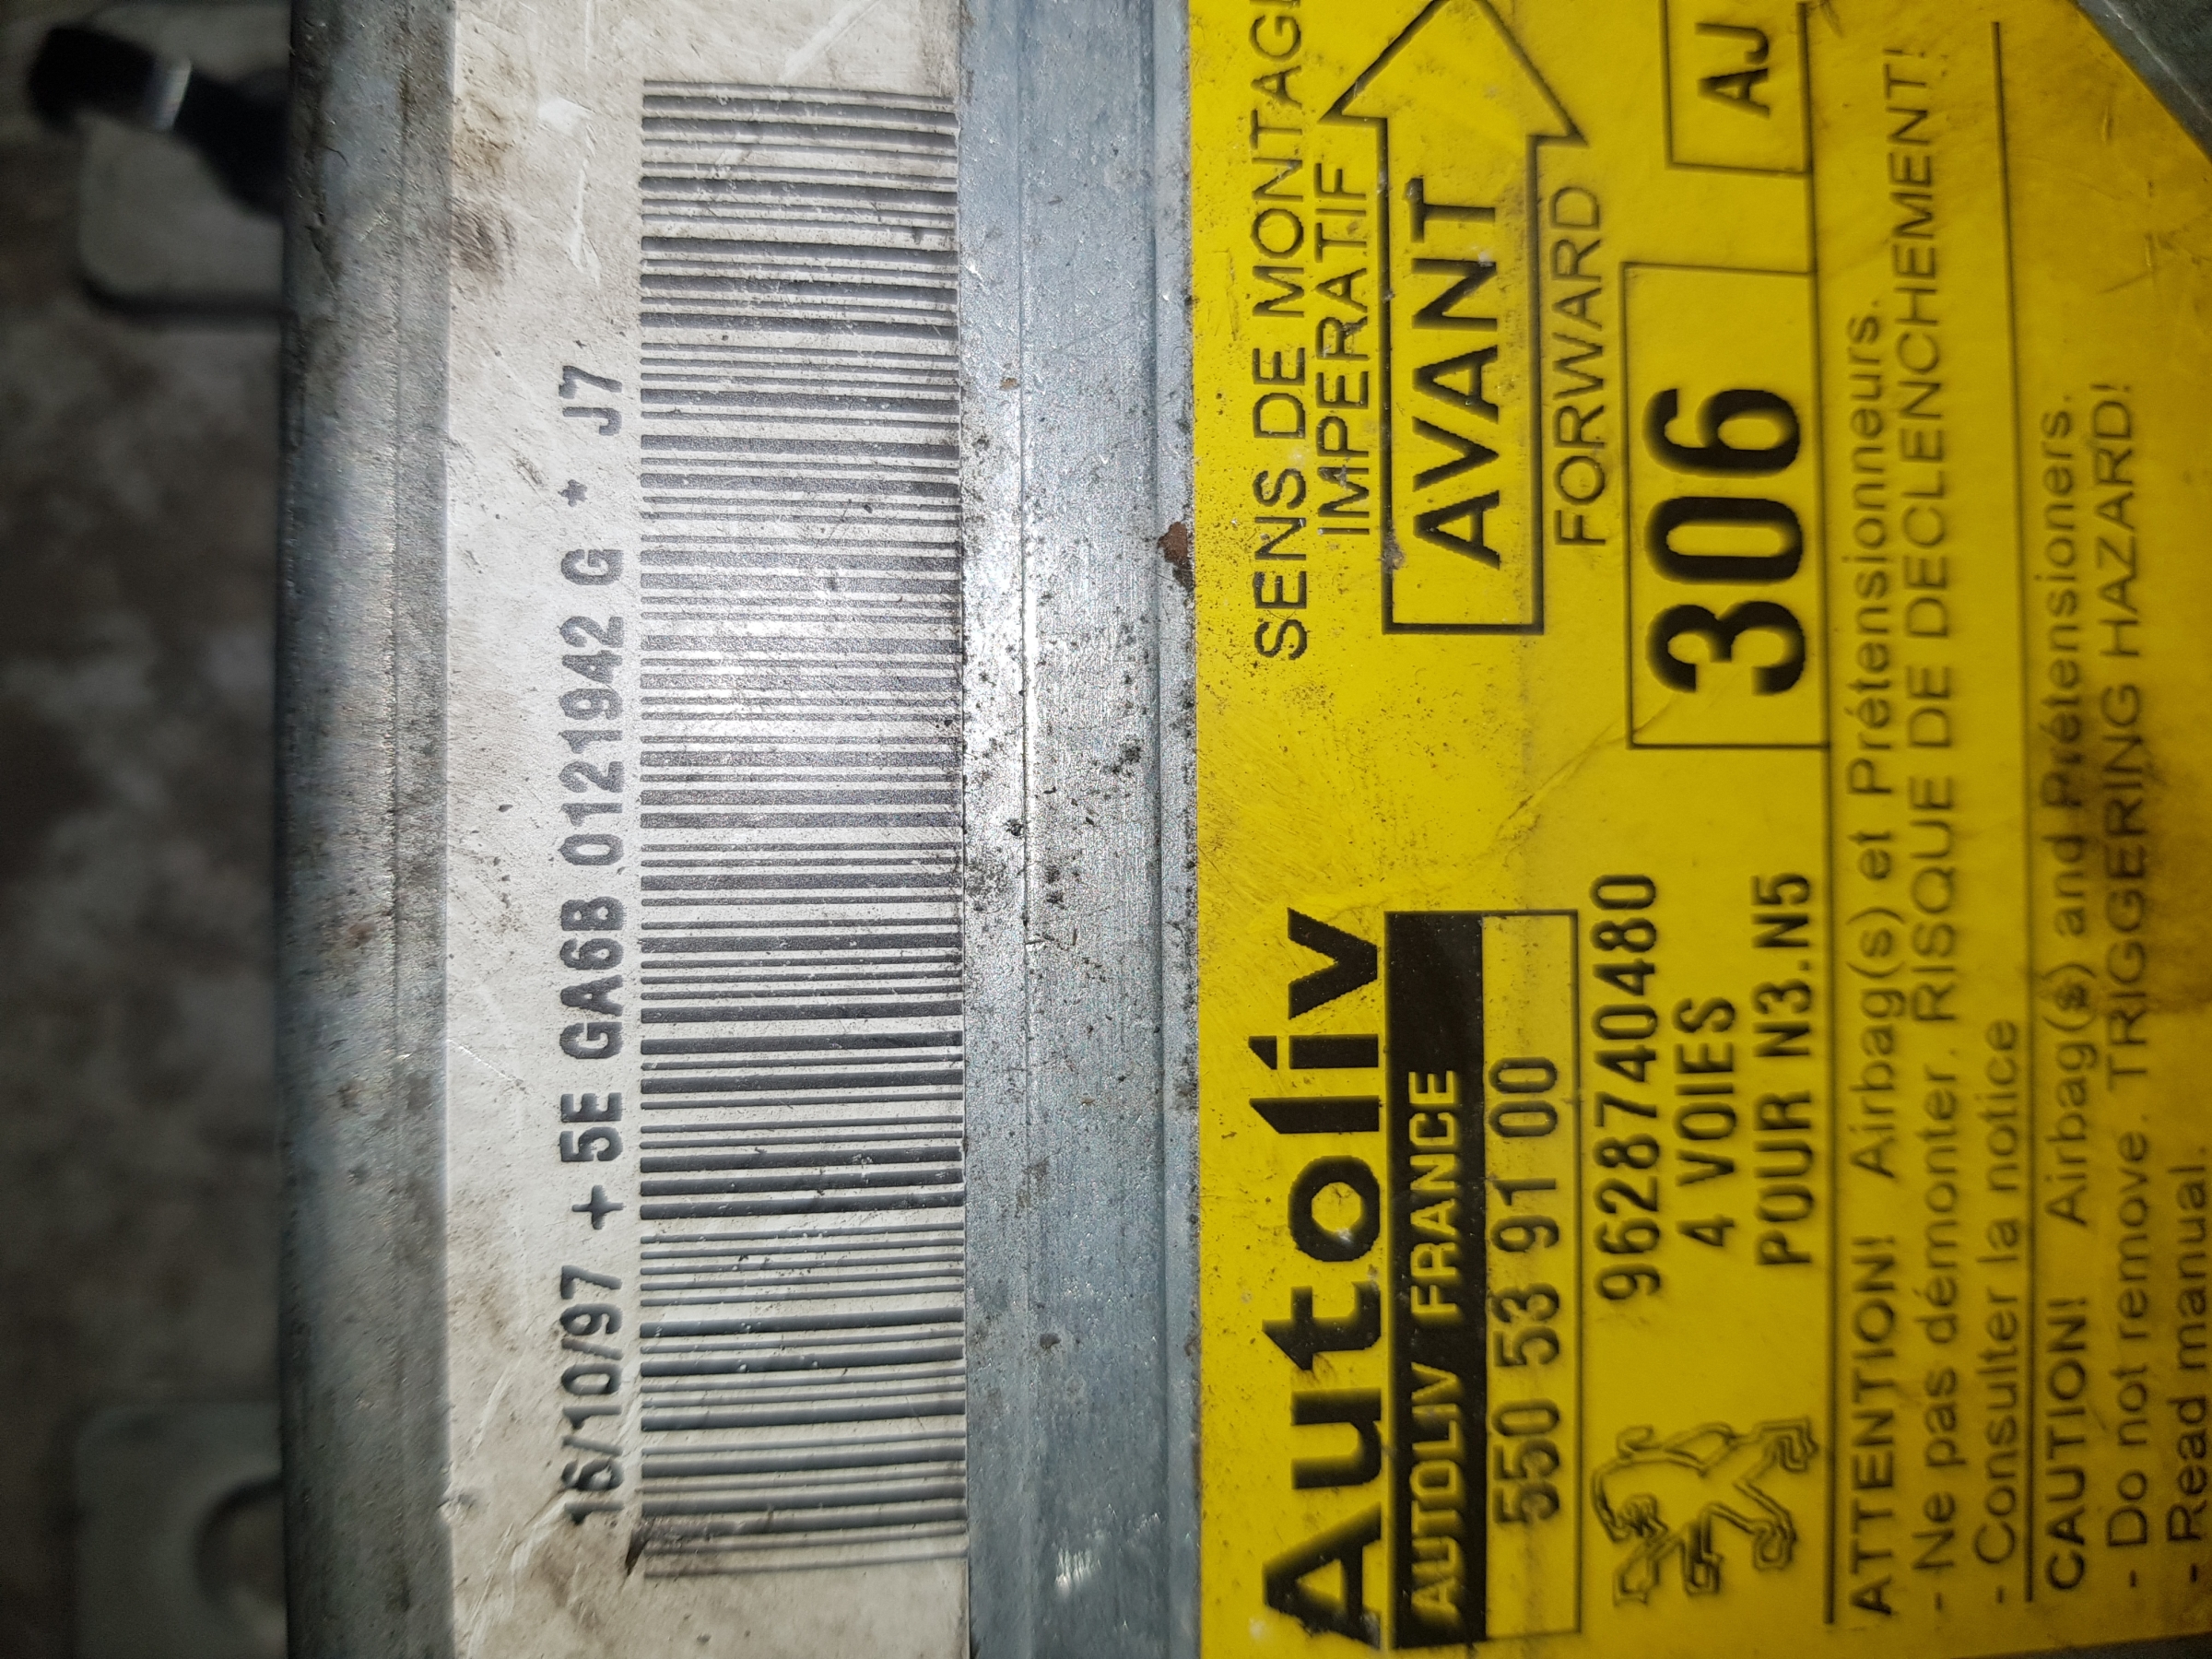 16/10/97 + 5E GA6B 0121942 G * J7
Autoliv
AUTOLIV FRANCE
550 53 91 00
9628740480
4 VOIES
POUR N3.N5
SENS DE MONTAGE
IMPERATIF
AVANT
FORWARD
306
AJ
ATTENTION! Airbag(s) et Prétensionneurs.
- Ne pas démonter. RISQUE DE DECLENCHEMENT!
- Consulter la notice
CAUTION! Airbag(s) and Prétensioners.
- Do not remove. TRIGGERING HAZARD!
- Read manual.